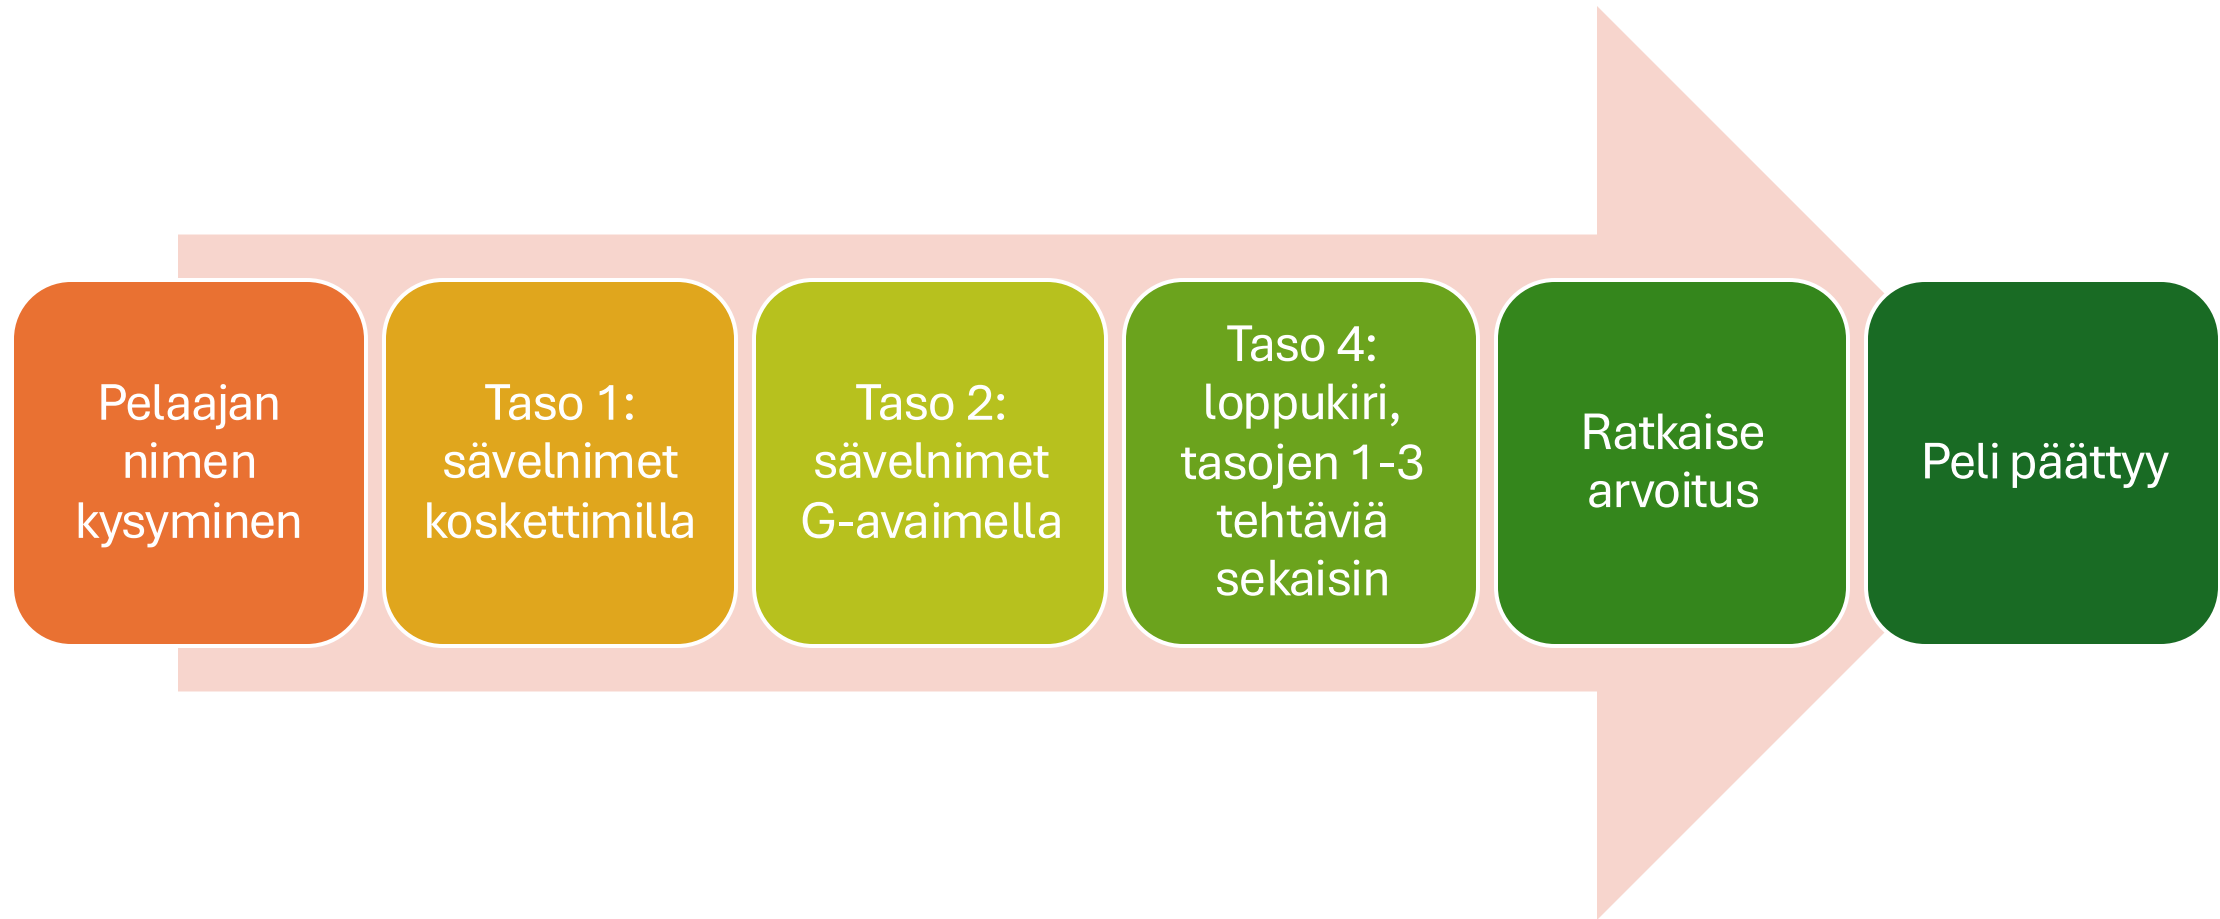 Pelaajan
nimen
kysyminen
Taso 1:
sävelnimet
koskettimilla
Taso 2:
sävelnimet
G-avaimella
Taso 4:
loppukiri,
tasojen 1-3
tehtäviä
sekaisin
Ratkaise
arvoitus
Peli päättyy